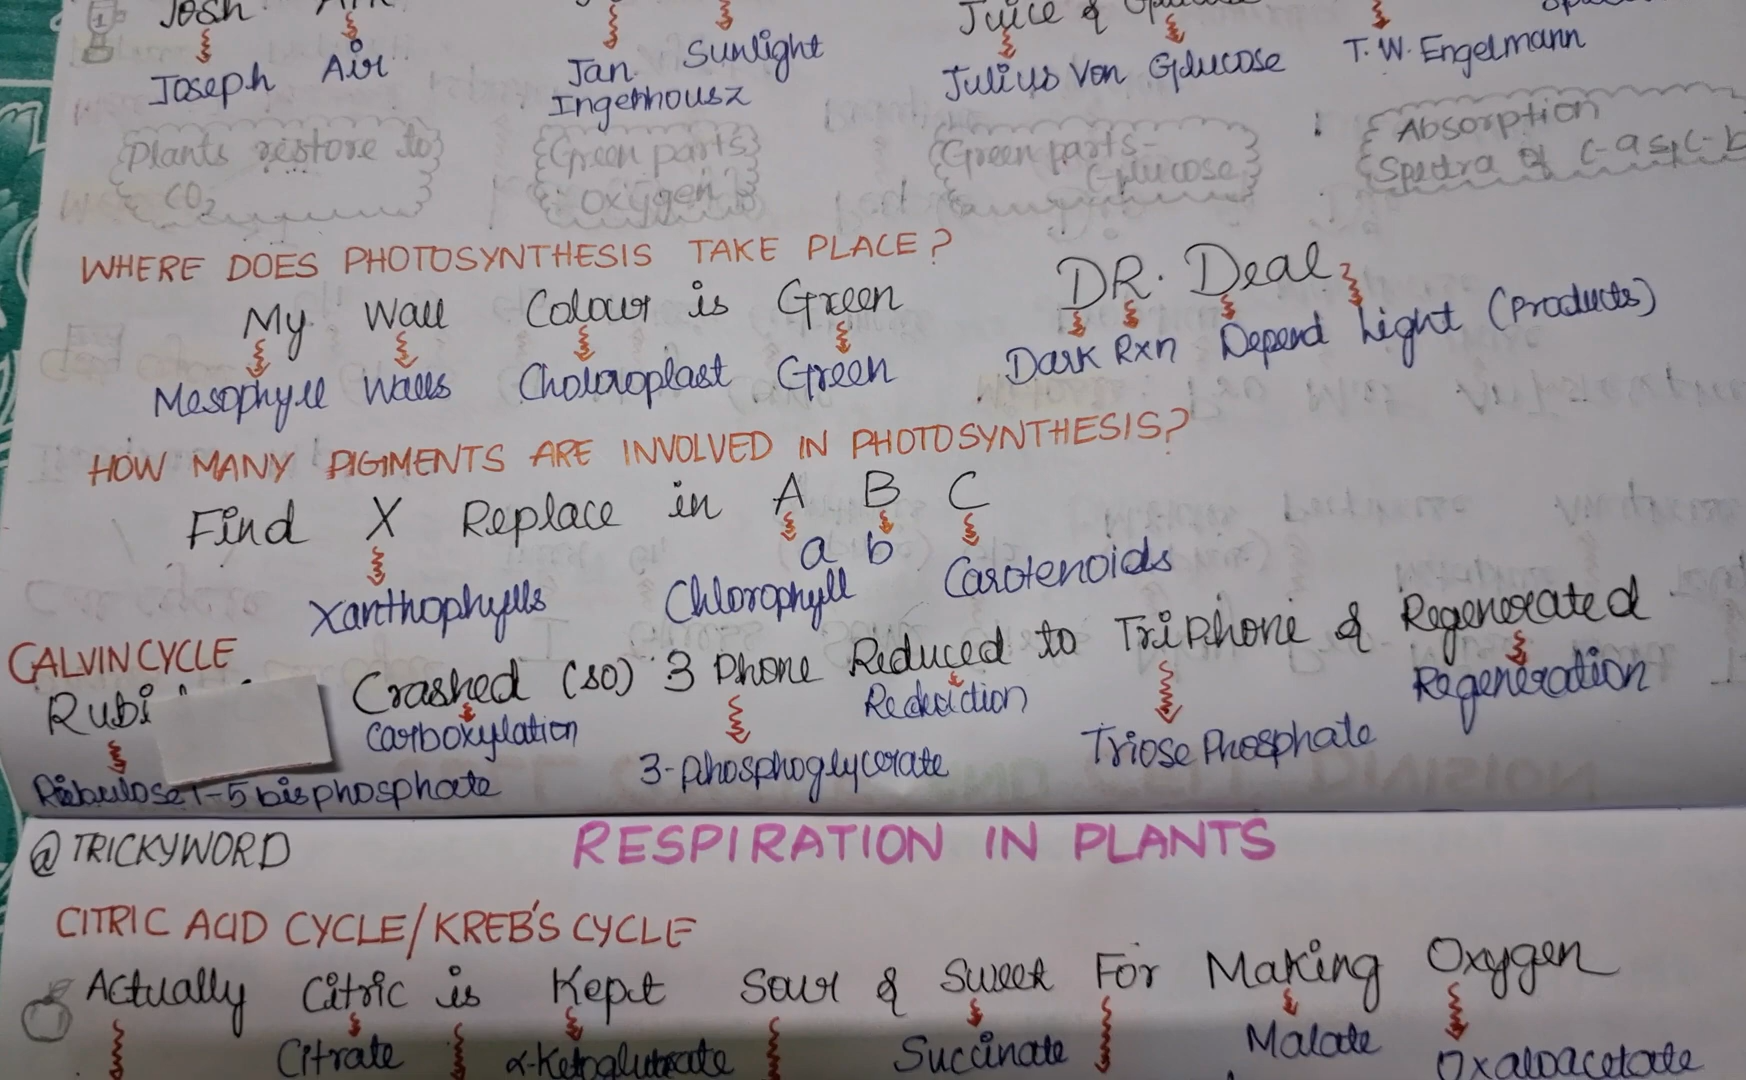 Josh
Juice &
Joseph Air
Jan Sunlight
Ingenhousz
Julius Von Glucose
T. W. Engelmann
Plants restore to
CO2
Green parts
oxygen
Green parts-
Glucose
Absorption
Spectra of
WHERE DOES PHOTOSYNTHESIS TAKE PLACE?
My Wall Colour is Green
DR. Deal
Mesophyll Walls Choloroplast Green
Dark Rxn Depend Light (Products)
HOW MANY PIGMENTS ARE INVOLVED IN PHOTOSYNTHESIS?
Find X Replace in A B C
a b
Xanthophylls Chlorophyll Carotenoids
CALVIN CYCLE
Rubi Crashed (so) 3 Phone Reduced to Triphone & Regenerated
Carboxylation Reduction Regeneration
Ribulose 1-5 bisphosphate 3-phosphoglycerate Triose Phosphate
@TRICKYWORD
RESPIRATION IN PLANTS
CITRIC ACID CYCLE/KREB'S CYCLE
Actually Citric is Kept Sour & Sweet For Making Oxygen
Citrate α-Ketoglutarate Succinate Malate Oxaloacetate